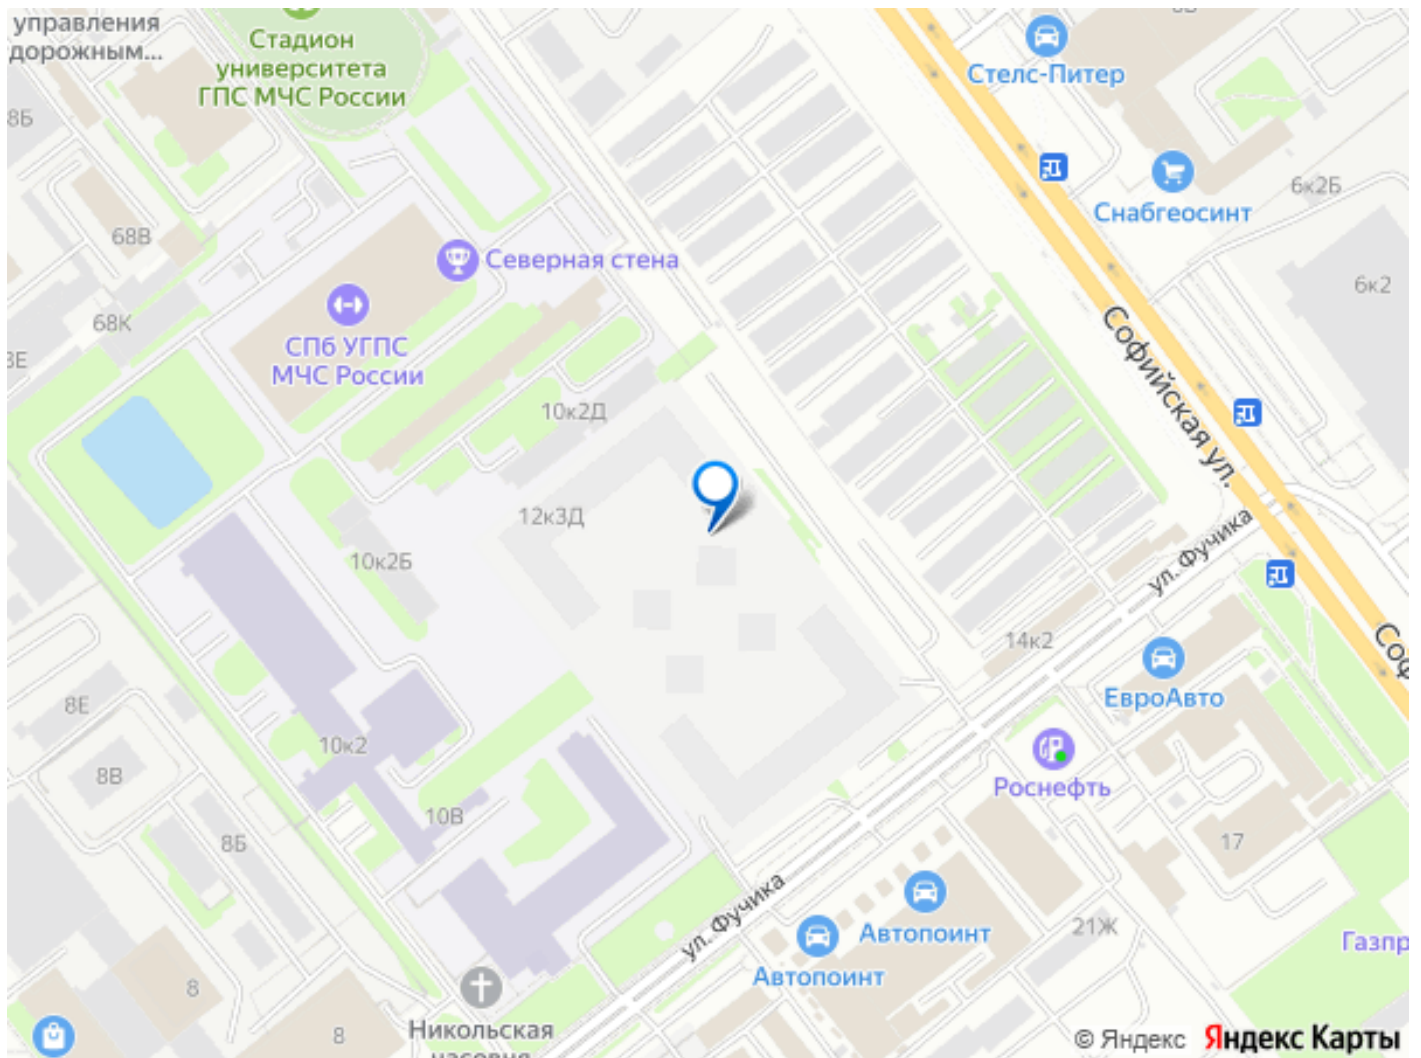 управления
дорожным...
Стадион
университета
ГПС МЧС России
Стелс-Питер
8Б
Снабгеосинт
6к2Б
68В
Северная стена
6к2
68К
СПб УГПС
МЧС России
Софийская ул.
10к2Д
12к3Д
10к2Б
ул. Фучика
14к2
ЕвроАвто
8Е
10к2
8В
Роснефть
10В
8Б
17
ул. Фучика
Автопоинт
21Ж
Газпр
Автопоинт
8
8
Никольская
© Яндекс Яндекс Карты